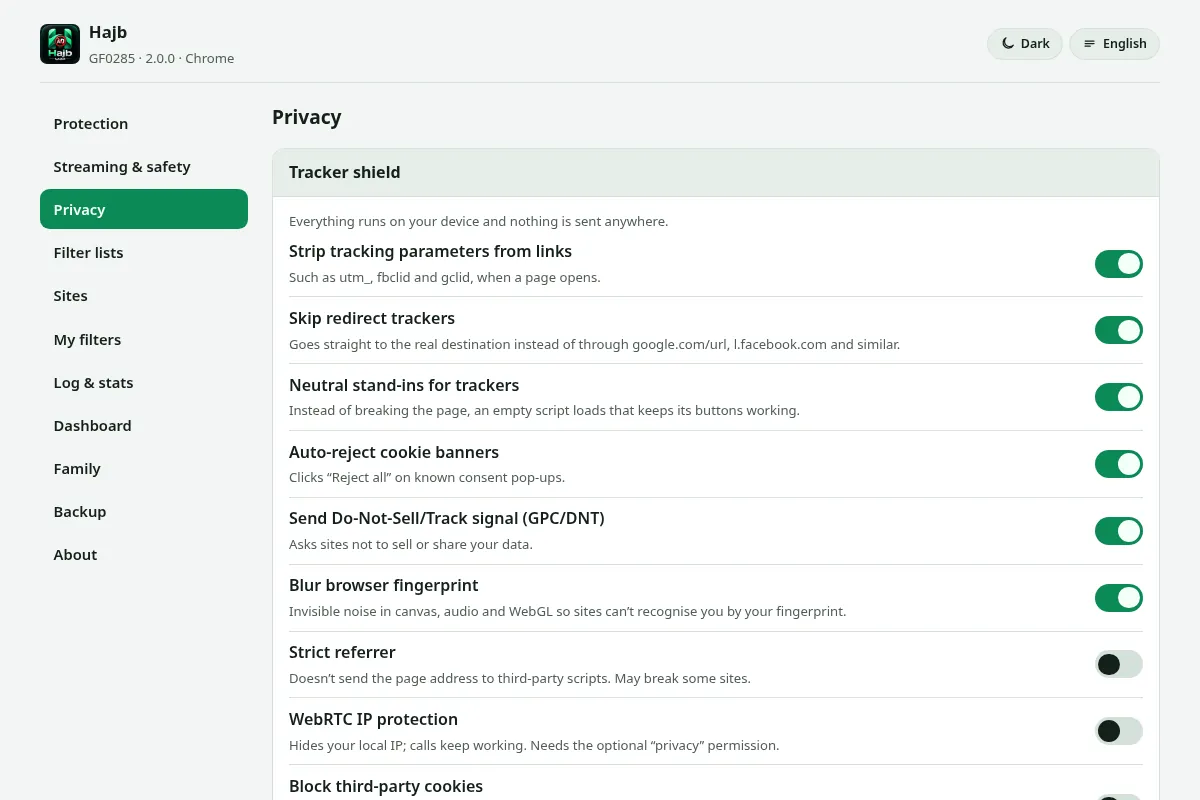 Hajb
GF0285 · 2.0.0 · Chrome
Dark
English
Protection
Streaming & safety
Privacy
Filter lists
Sites
My filters
Log & stats
Dashboard
Family
Backup
About
Privacy
Tracker shield
Everything runs on your device and nothing is sent anywhere.
Strip tracking parameters from links
Such as utm_, fbclid and gclid, when a page opens.
Skip redirect trackers
Goes straight to the real destination instead of through google.com/url, l.facebook.com and similar.
Neutral stand-ins for trackers
Instead of breaking the page, an empty script loads that keeps its buttons working.
Auto-reject cookie banners
Clicks “Reject all” on known consent pop-ups.
Send Do-Not-Sell/Track signal (GPC/DNT)
Asks sites not to sell or share your data.
Blur browser fingerprint
Invisible noise in canvas, audio and WebGL so sites can’t recognise you by your fingerprint.
Strict referrer
Doesn’t send the page address to third-party scripts. May break some sites.
WebRTC IP protection
Hides your local IP; calls keep working. Needs the optional “privacy” permission.
Block third-party cookies